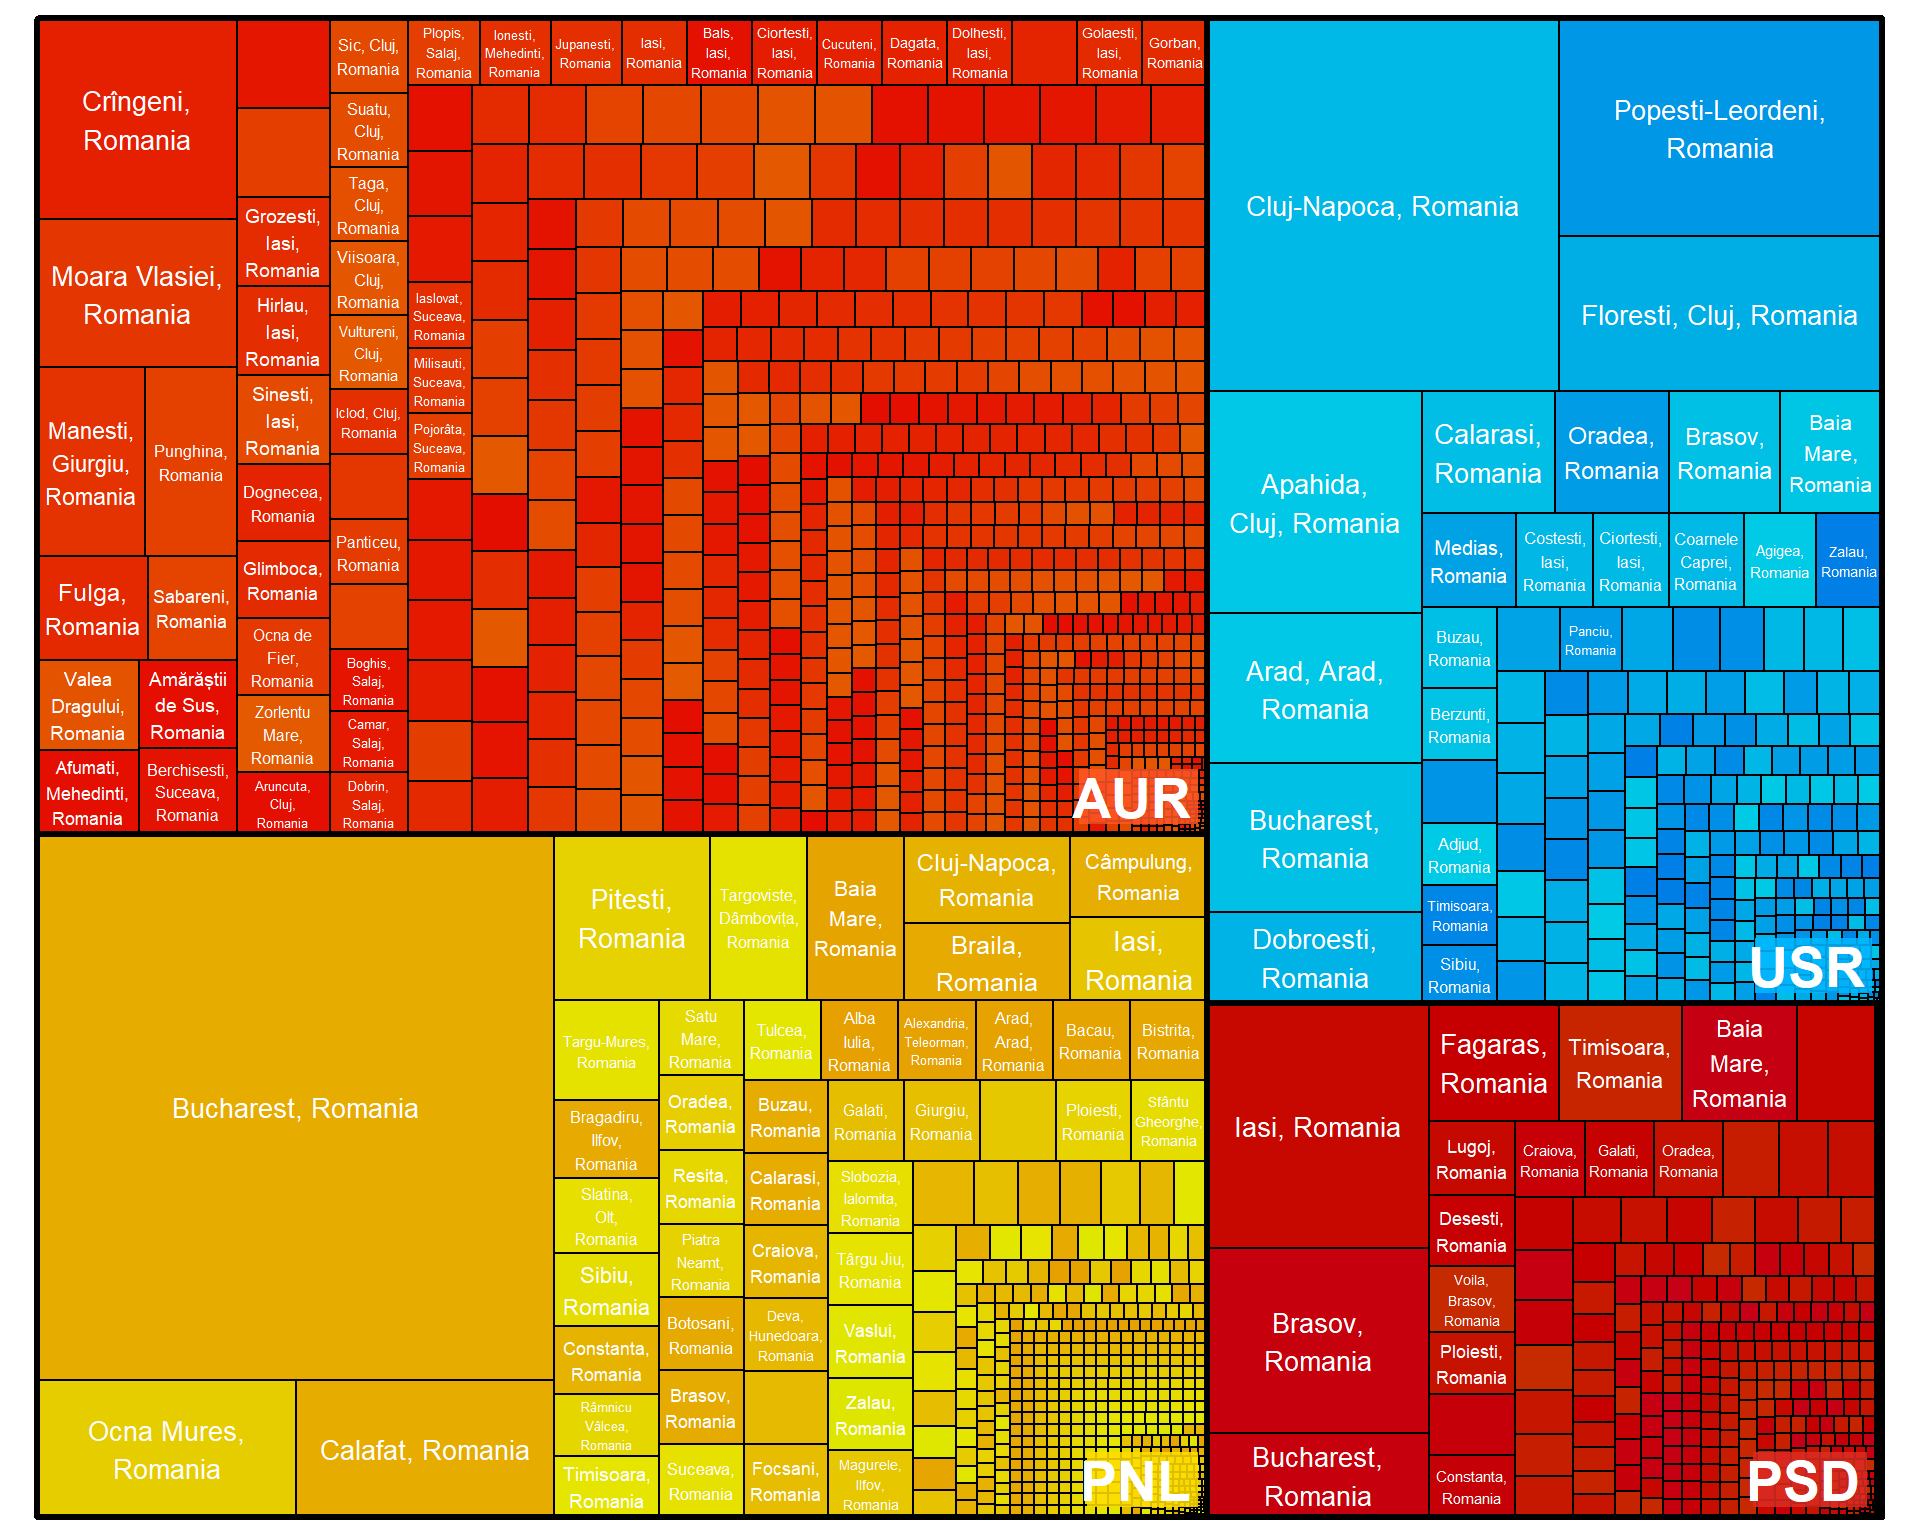 Crîngeni,
Romania
Moara Vlasiei,
Romania
Manesti,
Giurgiu,
Romania
Punghina,
Romania
Fulga,
Romania
Sabareni,
Romania
Valea
Dragului,
Romania
Amărăștii
de Sus,
Romania
Afumati,
Mehedinti,
Romania
Berchisesti,
Suceava,
Romania
Grozesti,
Iasi,
Romania
Hirlau,
Iasi,
Romania
Sinesti,
Iasi,
Romania
Dognecea,
Romania
Glimboca,
Romania
Ocna de
Fier,
Romania
Zorlentu
Mare,
Romania
Aruncuta,
Cluj,
Romania
Sic, Cluj,
Romania
Suatu,
Cluj,
Romania
Taga,
Cluj,
Romania
Viisoara,
Cluj,
Romania
Vultureni,
Cluj,
Romania
Iclod, Cluj,
Romania
Panticeu,
Romania
Boghis,
Salaj,
Romania
Camar,
Salaj,
Romania
Dobrin,
Salaj,
Romania
Plopis,
Salaj,
Romania
Ionesti,
Mehedinti,
Romania
Jupanesti,
Romania
Iasi,
Romania
Bals,
Iasi,
Romania
Ciortesti,
Iasi,
Romania
Cucuteni,
Romania
Dagata,
Romania
Dolhesti,
Iasi,
Romania
Golaesti,
Iasi,
Romania
Gorban,
Romania
Iaslovat,
Suceava,
Romania
Milisauti,
Suceava,
Romania
Pojorâta,
Suceava,
Romania
AUR
Cluj-Napoca, Romania
Popesti-Leordeni,
Romania
Floresti, Cluj, Romania
Apahida,
Cluj, Romania
Arad, Arad,
Romania
Bucharest,
Romania
Dobroesti,
Romania
Calarasi,
Romania
Oradea,
Romania
Brasov,
Romania
Baia
Mare,
Romania
Medias,
Romania
Costesti,
Iasi,
Romania
Ciortesti,
Iasi,
Romania
Coarnele
Caprei,
Romania
Agigea,
Romania
Zalau,
Romania
Buzau,
Romania
Panciu,
Romania
Berzunti,
Romania
Adjud,
Romania
Timisoara,
Romania
Sibiu,
Romania
USR
Bucharest, Romania
Ocna Mures,
Romania
Calafat, Romania
Pitesti,
Romania
Targoviste,
Dâmbovița,
Romania
Baia
Mare,
Romania
Cluj-Napoca,
Romania
Braila,
Romania
Câmpulung,
Romania
Iasi,
Romania
Targu-Mures,
Romania
Bragadiru,
Ilfov,
Romania
Slatina,
Olt,
Romania
Sibiu,
Romania
Constanta,
Romania
Râmnicu
Vâlcea,
Romania
Timisoara,
Romania
Satu
Mare,
Romania
Oradea,
Romania
Resita,
Romania
Piatra
Neamt,
Romania
Botosani,
Romania
Brasov,
Romania
Suceava,
Romania
Tulcea,
Romania
Buzau,
Romania
Calarasi,
Romania
Craiova,
Romania
Deva,
Hunedoara,
Romania
Focsani,
Romania
Alba
Iulia,
Romania
Alexandria,
Teleorman,
Romania
Arad,
Arad,
Romania
Bacau,
Romania
Bistrita,
Romania
Galati,
Romania
Giurgiu,
Romania
Ploiesti,
Romania
Sfântu
Gheorghe,
Romania
Slobozia,
Ialomita,
Romania
Târgu Jiu,
Romania
Vaslui,
Romania
Zalau,
Romania
Magurele,
Ilfov,
Romania
PNL
Iasi, Romania
Brasov,
Romania
Bucharest,
Romania
Fagaras,
Romania
Timisoara,
Romania
Baia
Mare,
Romania
Lugoj,
Romania
Craiova,
Romania
Galati,
Romania
Oradea,
Romania
Desesti,
Romania
Voila,
Brasov,
Romania
Ploiesti,
Romania
Constanta,
Romania
PSD